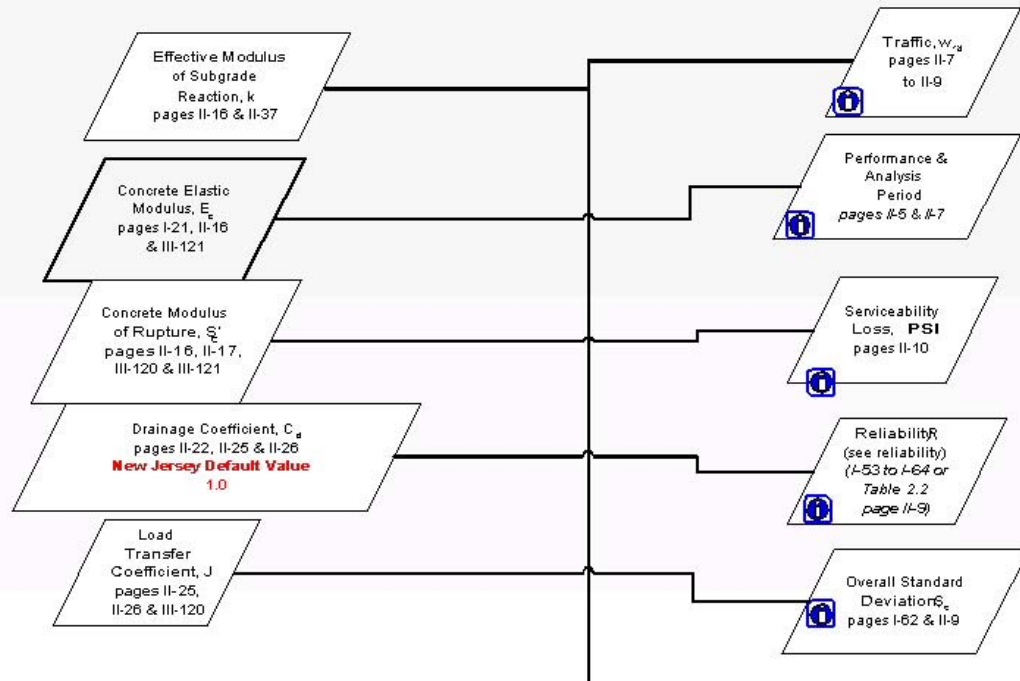 Effective Modulus
of Subgrade
Reaction, k
pages II-16 & II-37
Concrete Elastic
Modulus, E c
pages I-21, II-16
& III-121
Concrete Modulus
of Rupture, S'c
pages II-16, II-17,
III-120 & III-121
Drainage Coefficient, C d
pages II-22, II-25 & II-26
New Jersey Default Value
1.0
Load
Transfer
Coefficient, J
pages II-25,
II-26 & III-120
Traffic, w 18
pages II-7
to II-9
Performance &
Analysis
Period
pages II-5 & II-7
Serviceability
Loss, PSI
pages II-10
Reliability, R
(see reliability)
(I-53 to I-64 or
Table 2.2
page II-9)
Overall Standard
Deviation, S
pages I-62 & II-9